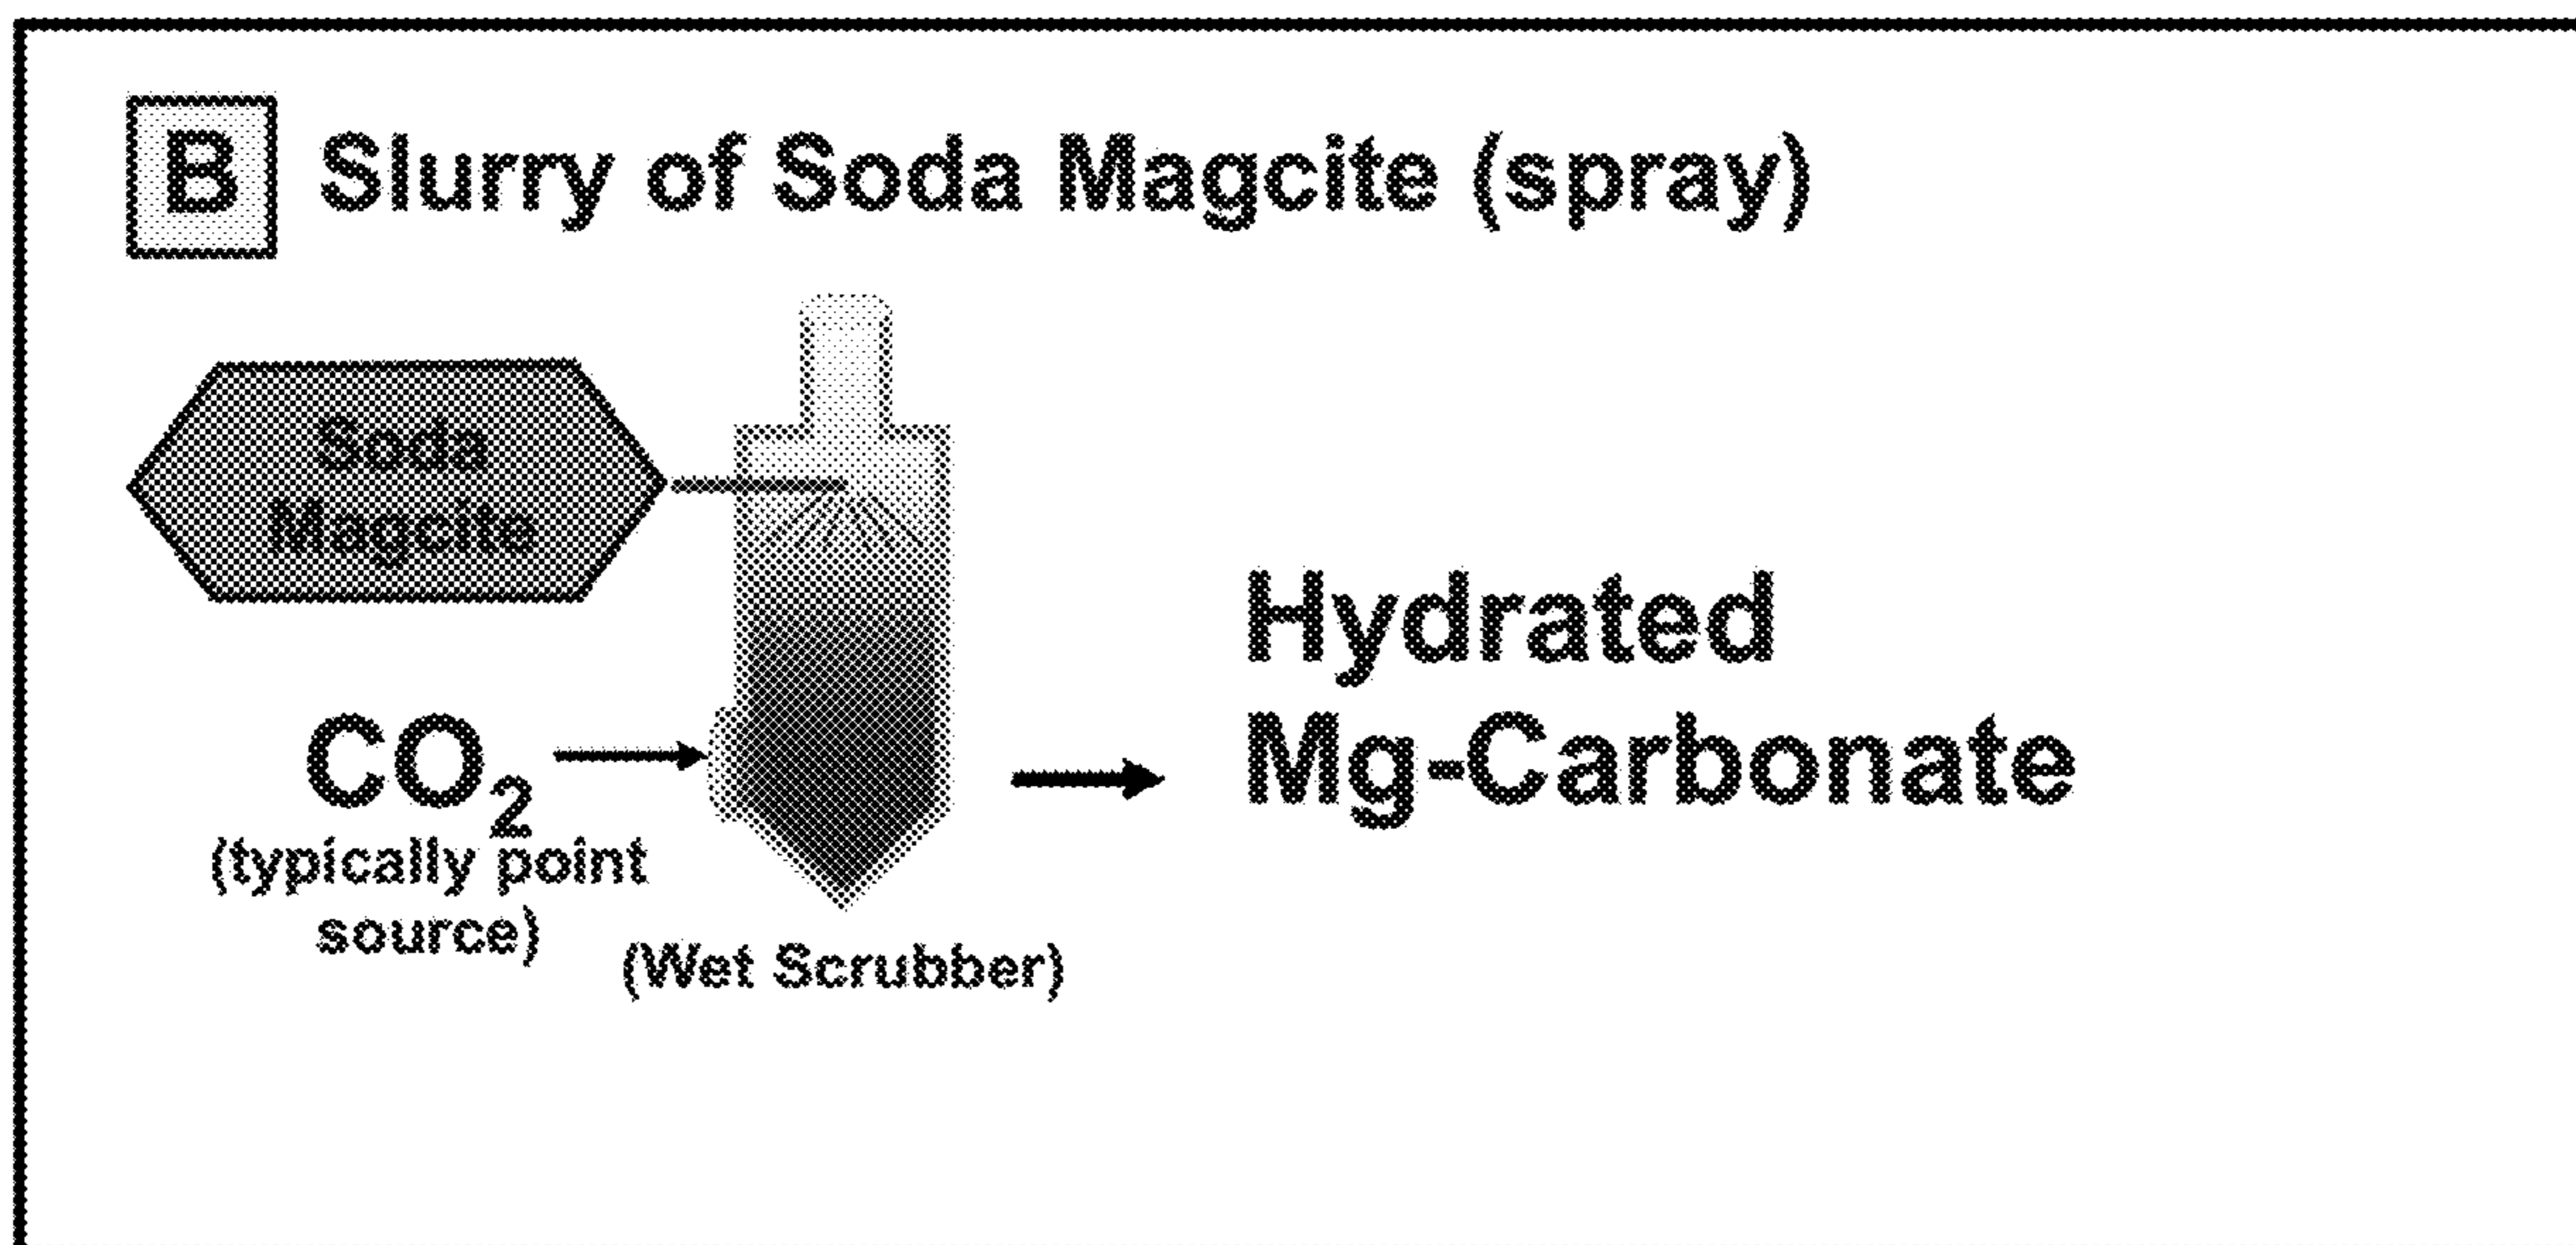 B Slurry of Soda Magcite (spray)
Soda
Magcite
CO₂
(typically point
source)
(Wet Scrubber)
Hydrated
Mg-Carbonate